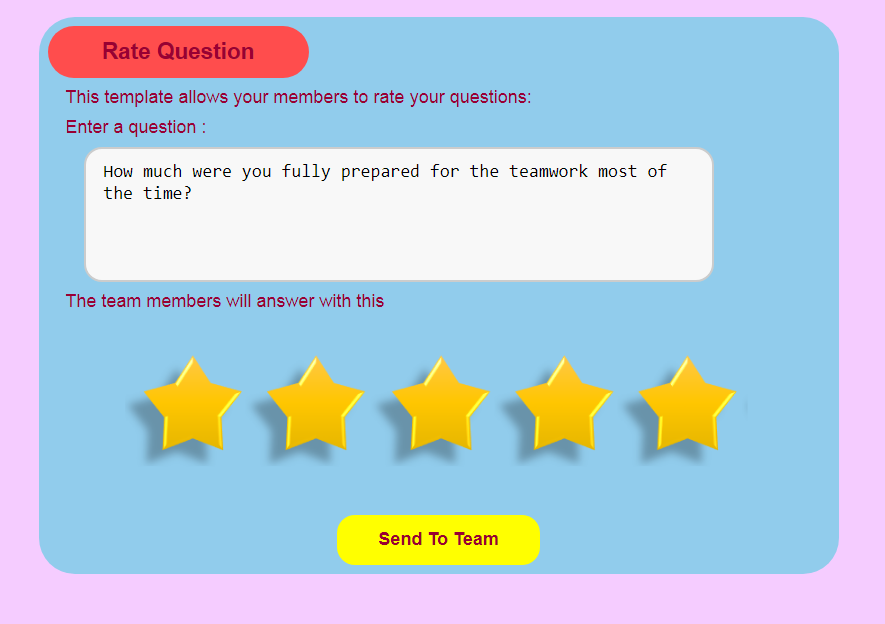 Rate Question
This template allows your members to rate your questions:
Enter a question :
How much were you fully prepared for the teamwork most of
the time?
The team members will answer with this
Send To Team